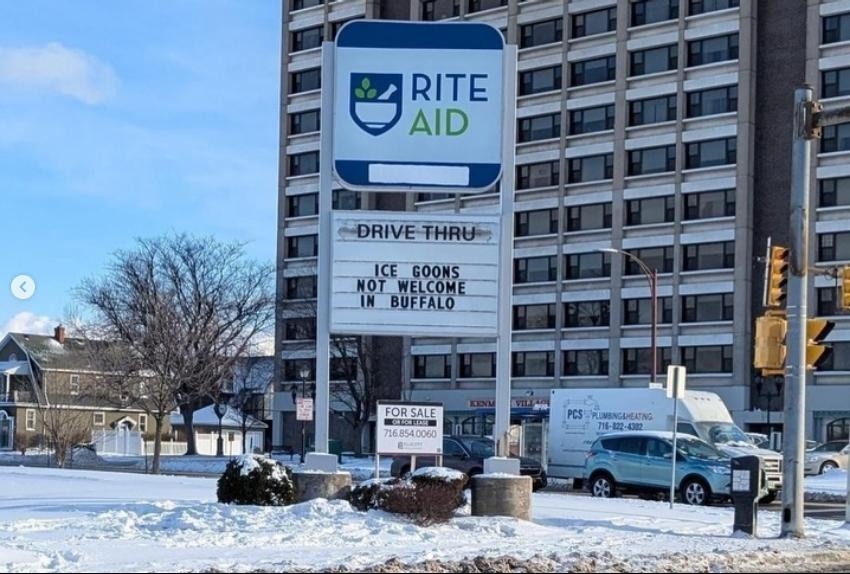 RITE
AID
DRIVE THRU
ICE GOONS
NOT WELCOME
IN BUFFALO
FOR SALE
OR FOR LEASE
716.854.0060
PCS PLUMBING & HEATING
716-822-4302